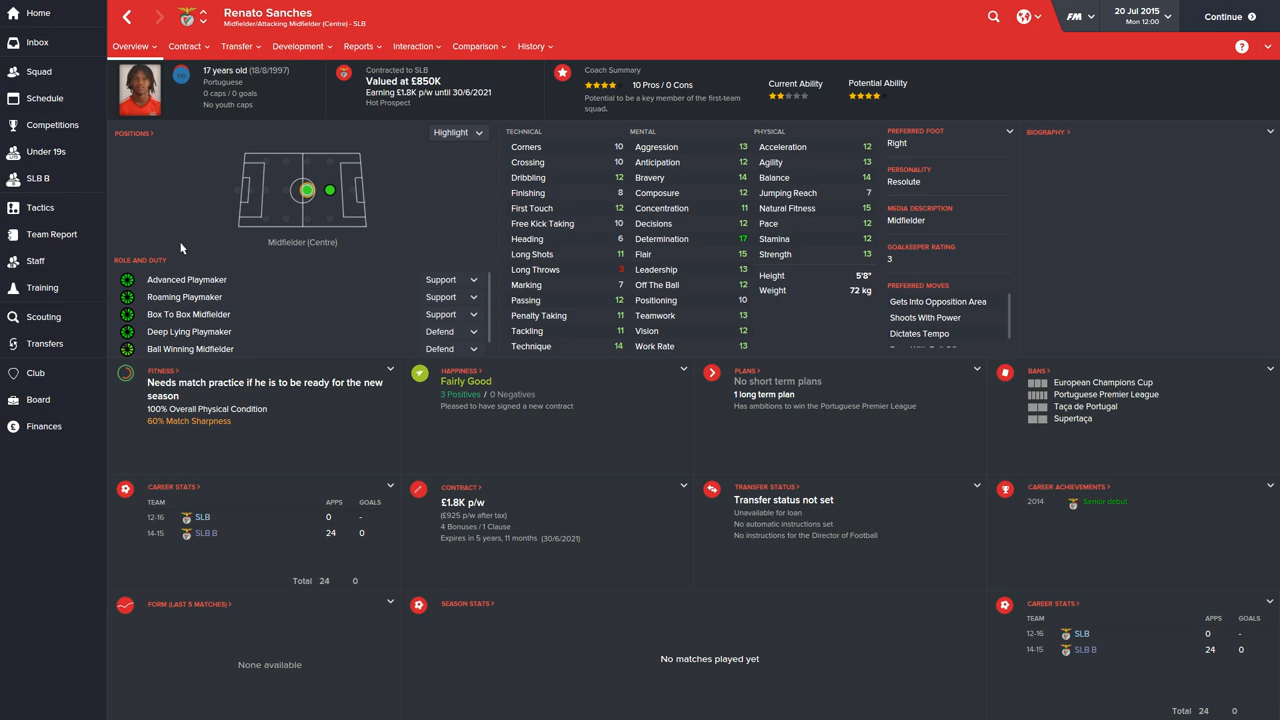 Home
Inbox
Squad
Schedule
Competitions
Under 19s
SLB B
Tactics
Team Report
Staff
Training
Scouting
Transfers
Club
Board
Finances
Renato Sanches
Midfielder/Attacking Midfielder (Centre) - SLB
FM
20 Jul 2015
Mon 12:00
Continue
Overview Contract Transfer Development Reports Interaction Comparison History
?
17 years old (18/8/1997)
Portuguese
0 caps / 0 goals
No youth caps
Contracted to SLB
Valued at £850K
Earning £1.8K p/w until 30/6/2021
Hot Prospect
Coach Summary
10 Pros / 0 Cons
Potential to be a key member of the first-team
squad.
Current Ability
Potential Ability
POSITIONS >
Highlight
Midfielder (Centre)
ROLE AND DUTY
Advanced Playmaker Support
Roaming Playmaker Support
Box To Box Midfielder Support
Deep Lying Playmaker Defend
Ball Winning Midfielder Defend
TECHNICAL
Corners 10
Crossing 10
Dribbling 12
Finishing 8
First Touch 12
Free Kick Taking 10
Heading 6
Long Shots 11
Long Throws 3
Marking 7
Passing 12
Penalty Taking 11
Tackling 11
Technique 14
MENTAL
Aggression 13
Anticipation 12
Bravery 14
Composure 12
Concentration 11
Decisions 12
Determination 17
Flair 15
Leadership 13
Off The Ball 12
Positioning 10
Teamwork 13
Vision 12
Work Rate 13
PHYSICAL
Acceleration 12
Agility 13
Balance 14
Jumping Reach 7
Natural Fitness 15
Pace 12
Stamina 12
Strength 13
Height 5'8"
Weight 72 kg
PREFERRED FOOT
Right
PERSONALITY
Resolute
MEDIA DESCRIPTION
Midfielder
GOALKEEPER RATING
3
PREFERRED MOVES
Gets Into Opposition Area
Shoots With Power
Dictates Tempo
BIOGRAPHY >
FITNESS >
Needs match practice if he is to be ready for the new
season
100% Overall Physical Condition
60% Match Sharpness
HAPPINESS >
Fairly Good
3 Positives / 0 Negatives
Pleased to have signed a new contract
PLANS >
No short term plans
1 long term plan
Has ambitions to win the Portuguese Premier League
BANS >
European Champions Cup
Portuguese Premier League
Taça de Portugal
Supertaça
CAREER STATS >
TEAM APPS GOALS
12-16 SLB 0 -
14-15 SLB B 24 0
Total 24 0
CONTRACT >
£1.8K p/w
(£925 p/w after tax)
4 Bonuses / 1 Clause
Expires in 5 years, 11 months (30/6/2021)
TRANSFER STATUS >
Transfer status not set
Unavailable for loan
No automatic instructions set
No instructions for the Director of Football
CAREER ACHIEVEMENTS >
2014 Senior debut
FORM (LAST 5 MATCHES) >
None available
SEASON STATS >
No matches played yet
CAREER STATS >
TEAM APPS GOALS
12-16 SLB 0 -
14-15 SLB B 24 0
Total 24 0